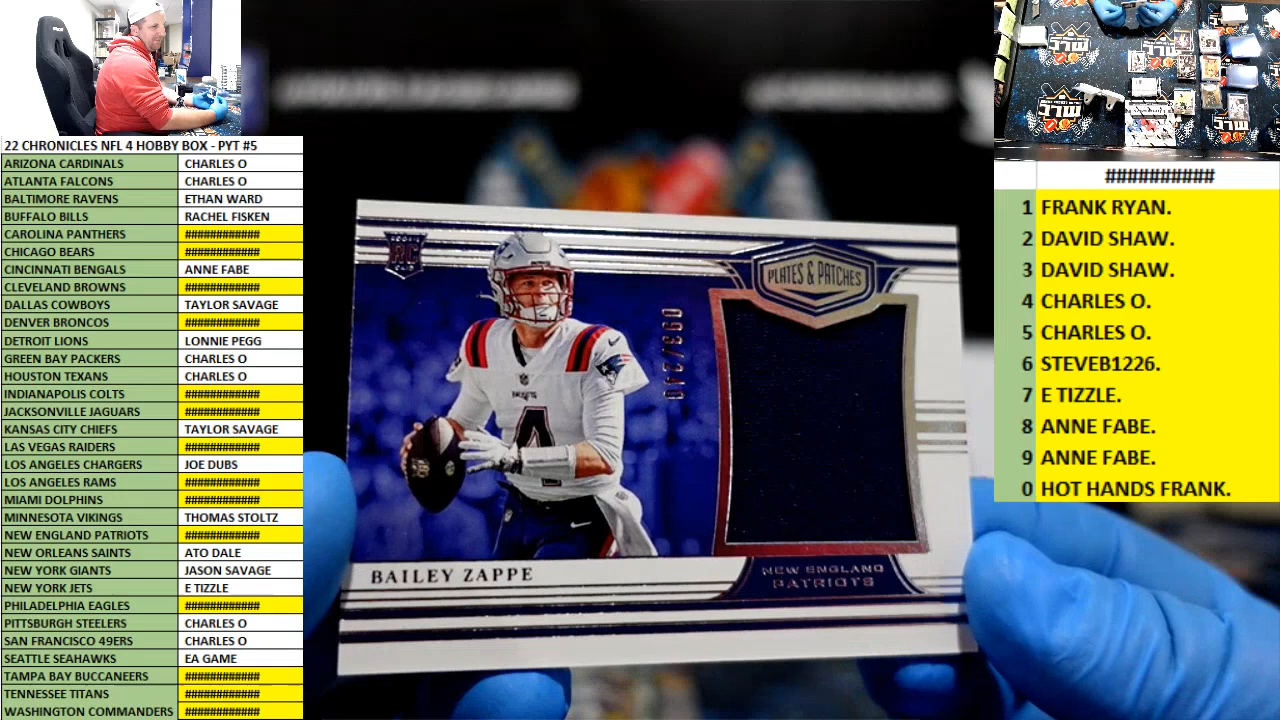 22 CHRONICLES NFL 4 HOBBY BOX - PYT #5
ARIZONA CARDINALS CHARLES O
ATLANTA FALCONS CHARLES O
BALTIMORE RAVENS ETHAN WARD
BUFFALO BILLS RACHEL FISKEN
CAROLINA PANTHERS ############
CHICAGO BEARS ############
CINCINNATI BENGALS ANNE FABE
CLEVELAND BROWNS ############
DALLAS COWBOYS TAYLOR SAVAGE
DENVER BRONCOS ############
DETROIT LIONS LONNIE PEGG
GREEN BAY PACKERS CHARLES O
HOUSTON TEXANS CHARLES O
INDIANAPOLIS COLTS ############
JACKSONVILLE JAGUARS ############
KANSAS CITY CHIEFS TAYLOR SAVAGE
LAS VEGAS RAIDERS ############
LOS ANGELES CHARGERS JOE DUBS
LOS ANGELES RAMS ############
MIAMI DOLPHINS ############
MINNESOTA VIKINGS THOMAS STOLTZ
NEW ENGLAND PATRIOTS ############
NEW ORLEANS SAINTS ATO DALE
NEW YORK GIANTS JASON SAVAGE
NEW YORK JETS E TIZZLE
PHILADELPHIA EAGLES ############
PITTSBURGH STEELERS CHARLES O
SAN FRANCISCO 49ERS CHARLES O
SEATTLE SEAHAWKS EA GAME
TAMPA BAY BUCCANEERS ############
TENNESSEE TITANS ############
WASHINGTON COMMANDERS ############
RC
PLATES & PATCHES
093/240
4
BAILEY ZAPPE
NEW ENGLAND
PATRIOTS
##########
1 FRANK RYAN.
2 DAVID SHAW.
3 DAVID SHAW.
4 CHARLES O.
5 CHARLES O.
6 STEVEB1226.
7 E TIZZLE.
8 ANNE FABE.
9 ANNE FABE.
0 HOT HANDS FRANK.